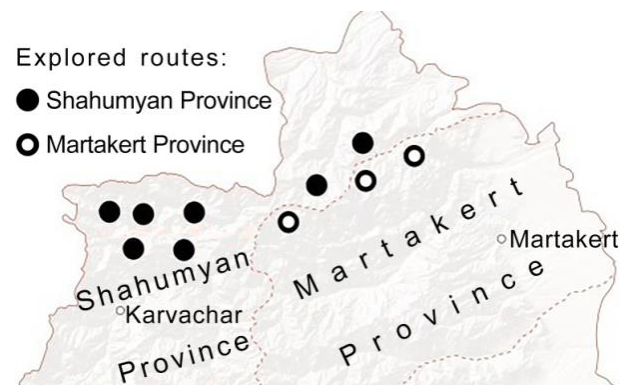 Explored routes:
Shahumyan Province
Martakert Province
Shahumyan
Province
Karvachar
Martakert
Province
Martakert